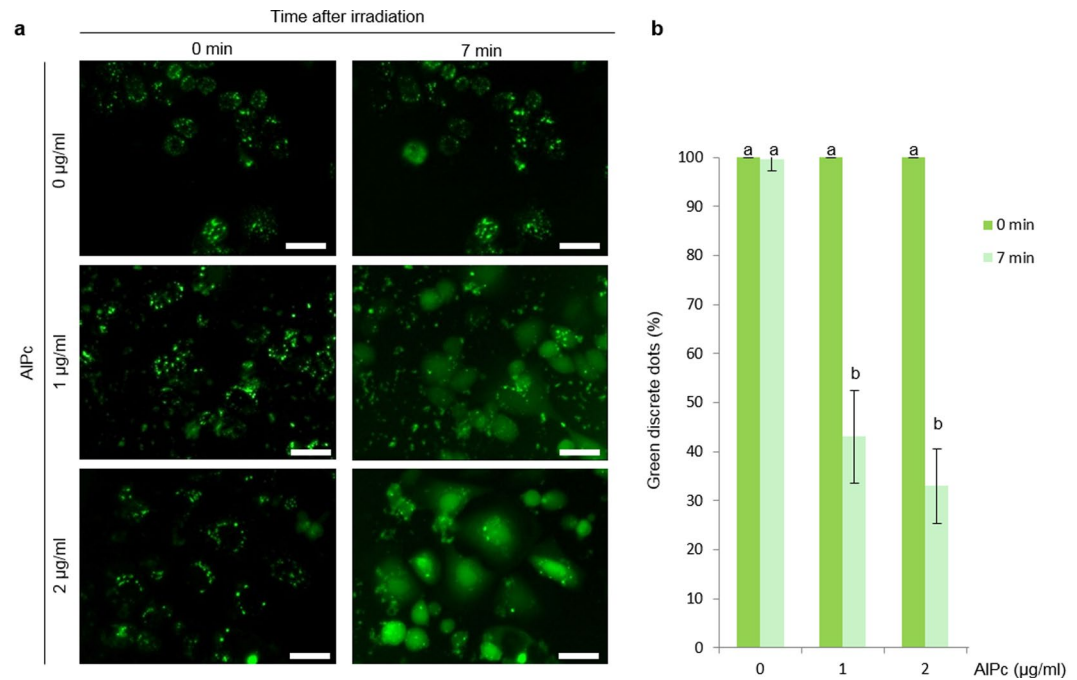 a
Time after irradiation
0 min
7 min
AlPc
0 µg/ml
1 µg/ml
2 µg/ml
b
Green discrete dots (%)
100
90
80
70
60
50
40
30
20
10
0
a a
a
b
a
b
0 min
7 min
0 1 2 AlPc (µg/ml)